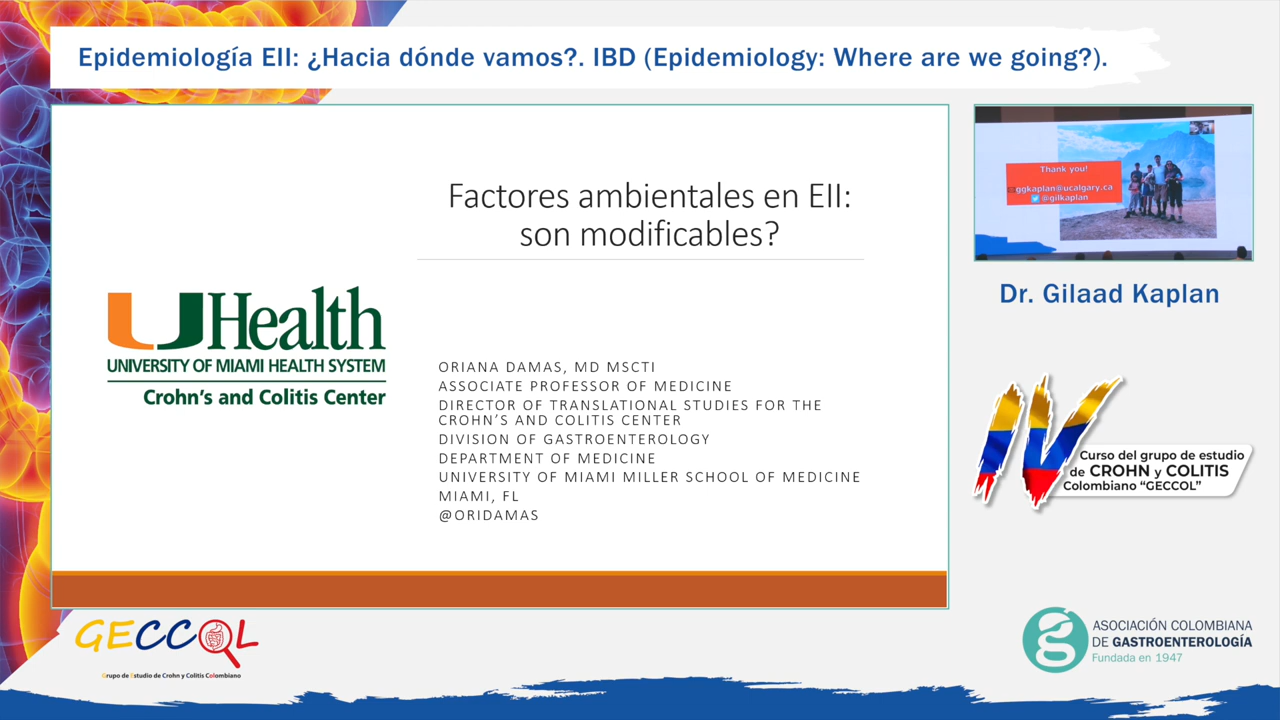 Epidemiología EII: ¿Hacia dónde vamos?. IBD (Epidemiology: Where are we going?).
Factores ambientales en EII:
son modificables?
UHealth
UNIVERSITY OF MIAMI HEALTH SYSTEM
Crohn's and Colitis Center
ORIANA DAMAS, MD MSCTI
ASSOCIATE PROFESSOR OF MEDICINE
DIRECTOR OF TRANSLATIONAL STUDIES FOR THE
CROHN'S AND COLITIS CENTER
DIVISION OF GASTROENTEROLOGY
DEPARTMENT OF MEDICINE
UNIVERSITY OF MIAMI MILLER SCHOOL OF MEDICINE
MIAMI, FL
@ORIDAMAS
Thank you!
ggkaplan@ucalgary.ca
@gilkaplan
Dr. Gilaad Kaplan
IV
Curso del grupo de estudio
de CROHN y COLITIS
Colombiano "GECCOL"
GECCOL
Grupo de Estudio de Crohn y Colitis Colombiano
ASOCIACIÓN COLOMBIANA
DE GASTROENTEROLOGÍA
Fundada en 1947